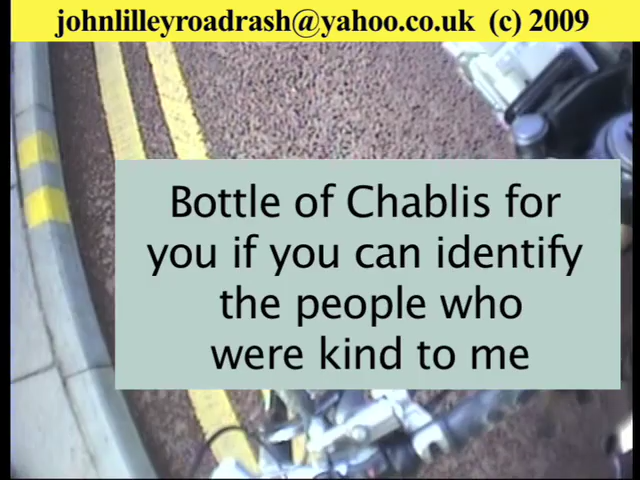 johnlilleyroadrash@yahoo.co.uk (c) 2009
Bottle of Chablis for
you if you can identify
the people who
were kind to me